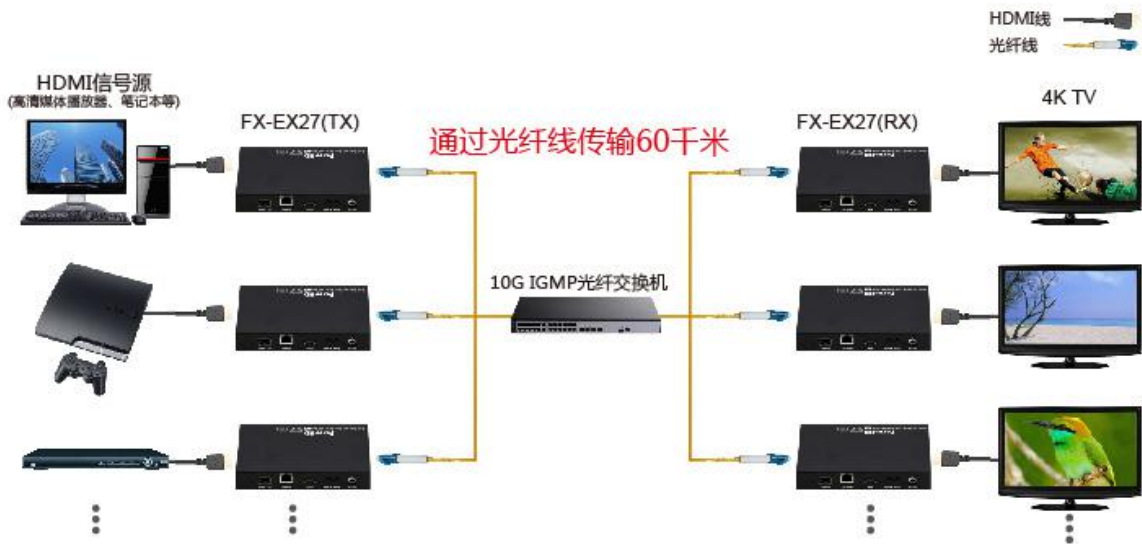 HDMI线
光纤线
HDMI信号源
(高清媒体播放器、笔记本等)
4K TV
FX-EX27(TX)
通过光纤线传输60千米
FX-EX27(RX)
10G IGMP光纤交换机